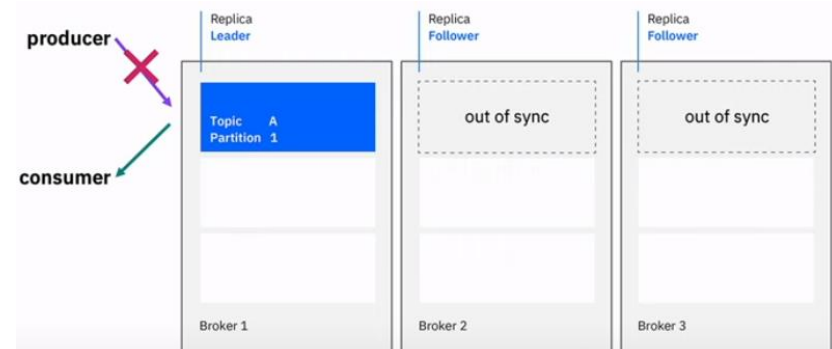 producer
consumer
Replica
Leader
Topic A
Partition 1
Broker 1
Replica
Follower
out of sync
Broker 2
Replica
Follower
out of sync
Broker 3